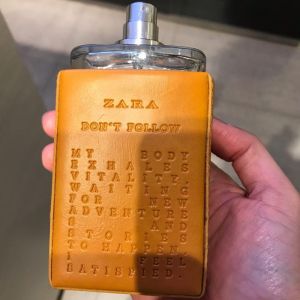 ZARA
DON'T FOLLOW
MY BODY
EXHALES
VITALITY.
WAITING
FOR NEW
ADVENTURE
S AND
STORIES
TO HAPPEN.
I FEEL
SATISFIED.